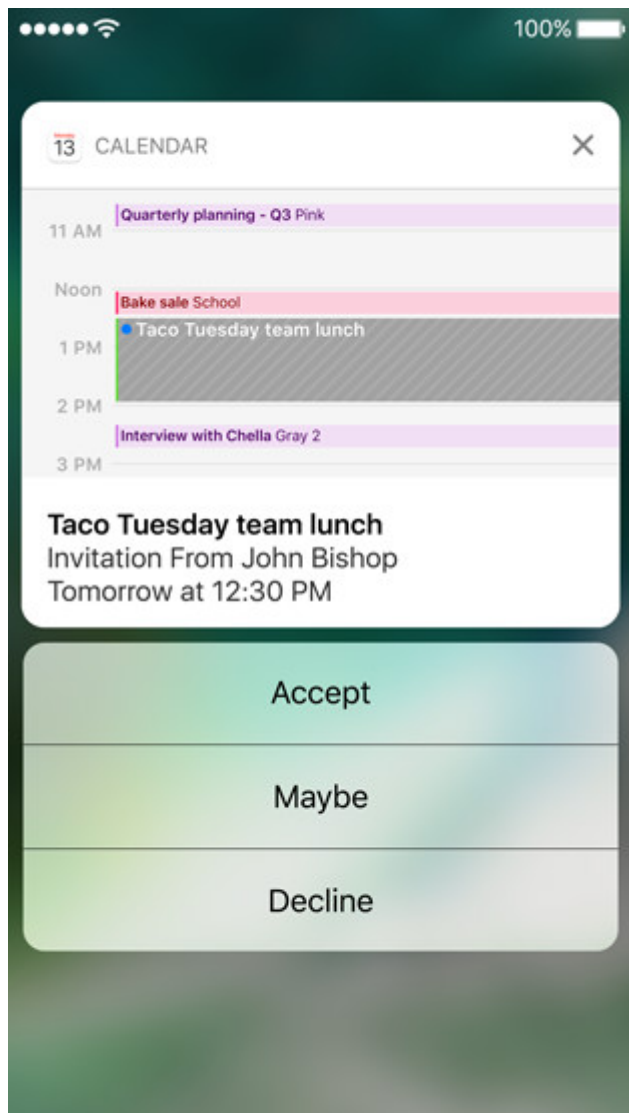 100%
13 CALENDAR
Quarterly planning - Q3 Pink
11 AM
Noon
Bake sale School
Taco Tuesday team lunch
1 PM
2 PM
Interview with Chella Gray 2
3 PM
Taco Tuesday team lunch
Invitation From John Bishop
Tomorrow at 12:30 PM
Accept
Maybe
Decline